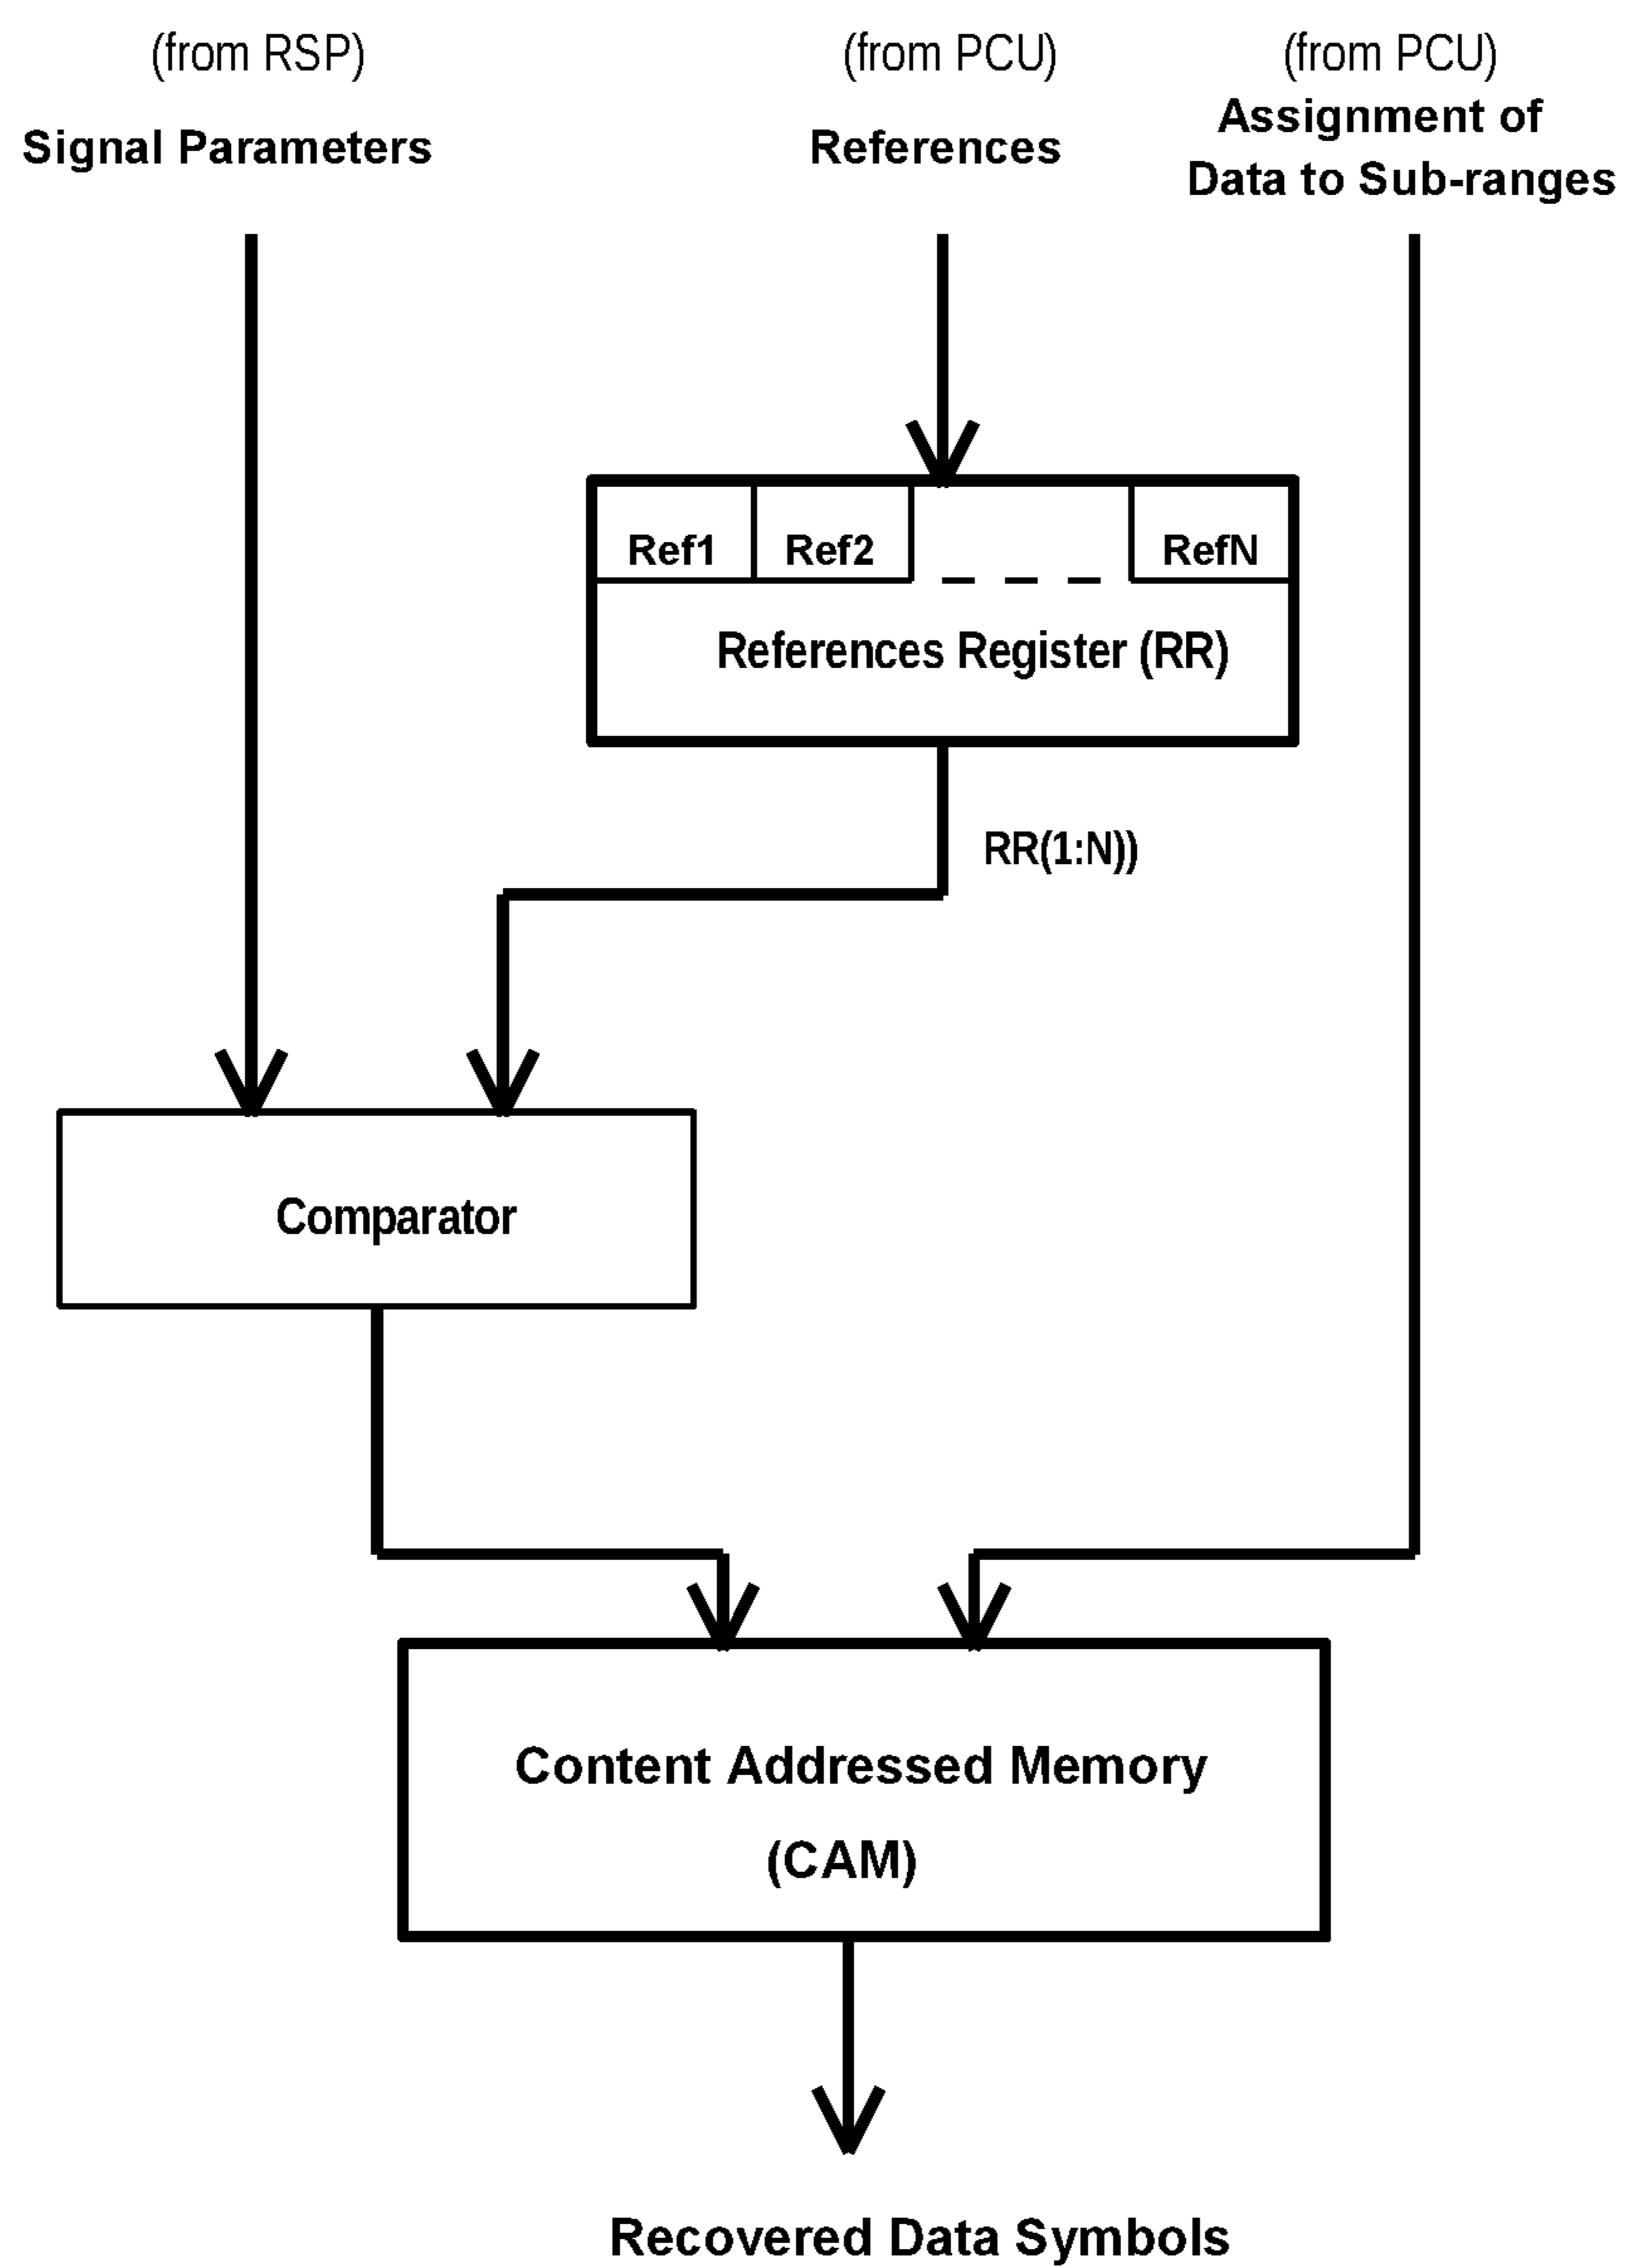 (from RSP)
Signal Parameters
(from PCU)
References
(from PCU)
Assignment of
Data to Sub-ranges
Ref1
Ref2
RefN
References Register (RR)
RR(1:N))
Comparator
Content Addressed Memory
(CAM)
Recovered Data Symbols